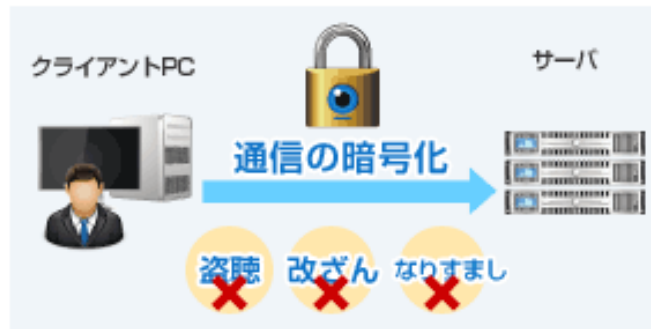 クライアントPC
サーバ
通信の暗号化
盗聴
改ざん
なりすまし